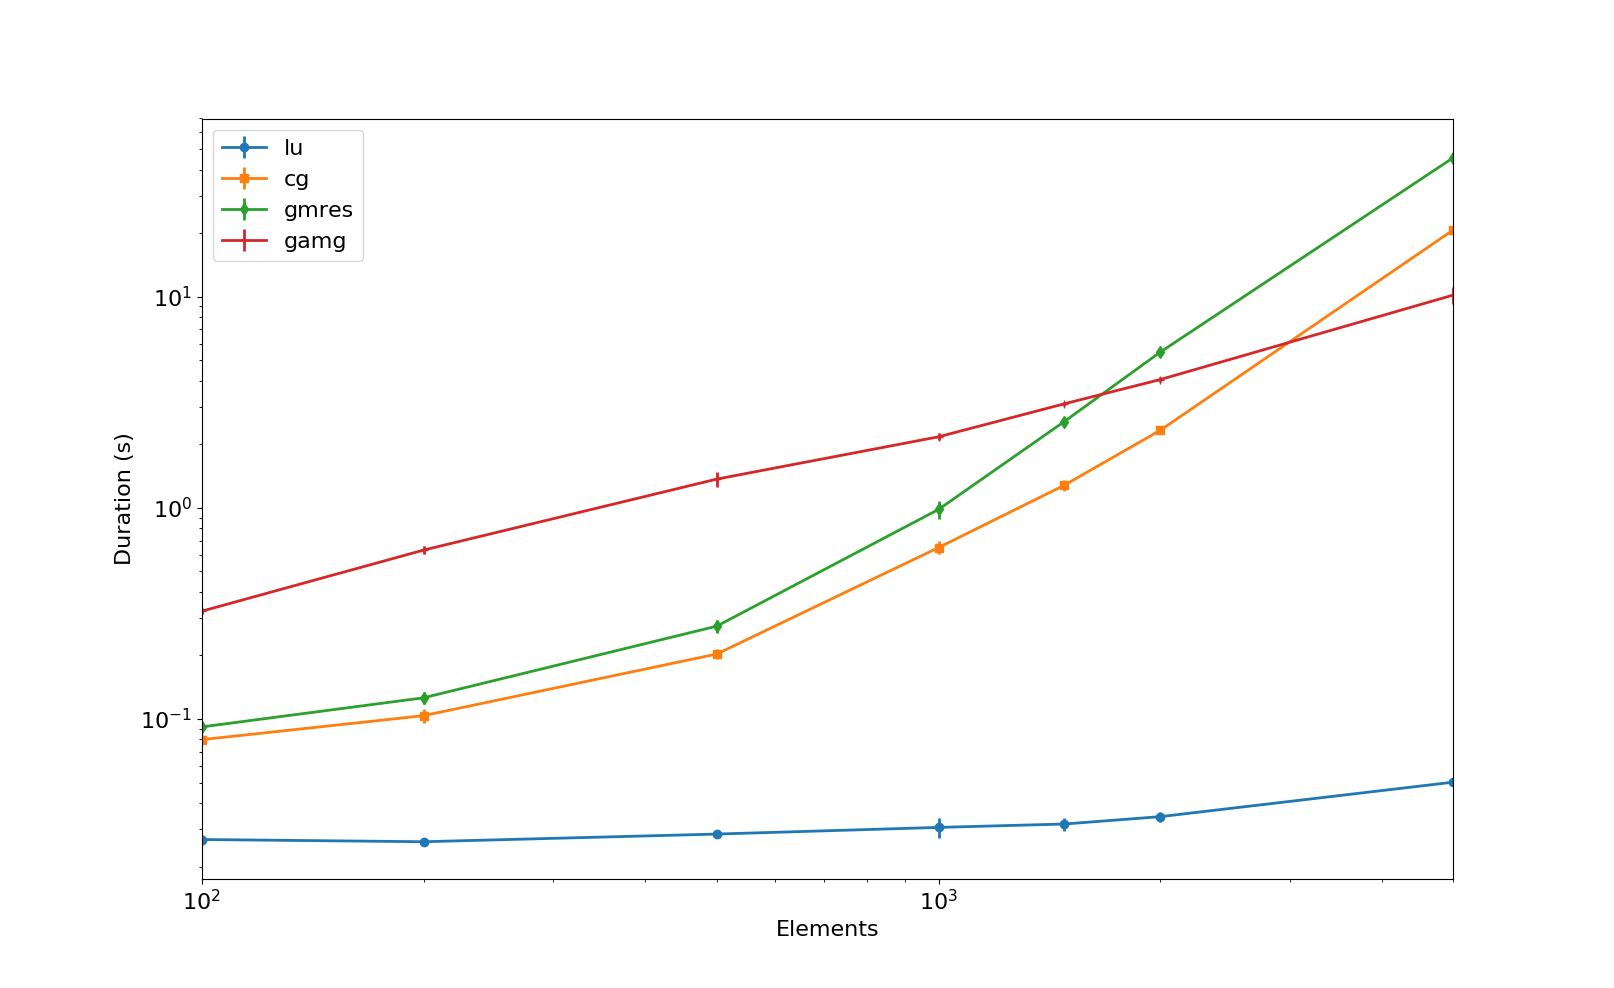 lu
cg
gmres
gamg
10¹
10⁰
10⁻¹
Duration (s)
10² 10³
Elements